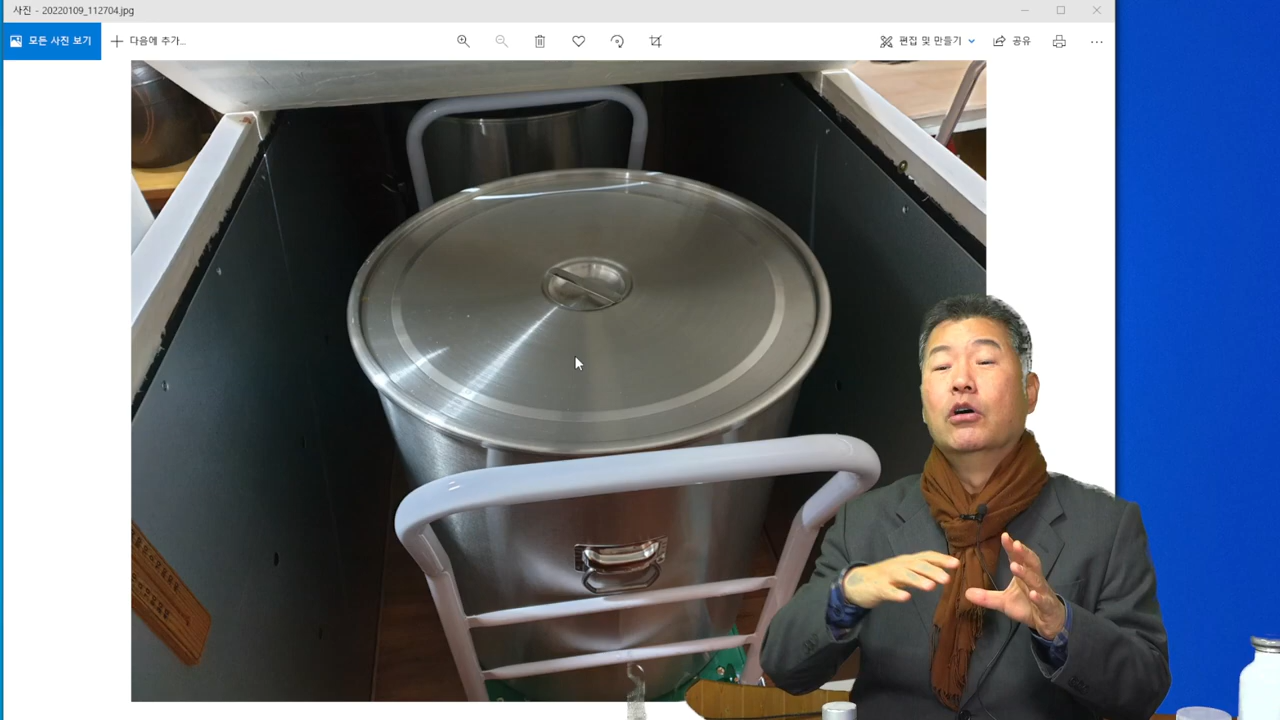 사진 - 20220109_112704.jpg
모든 사진 보기
다음에 추가...
편집 및 만들기
공유